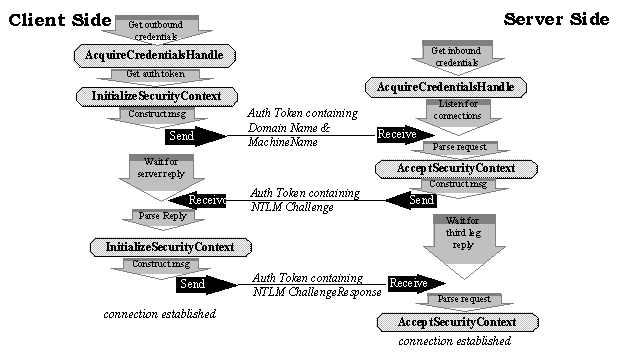 Client Side
Server Side
Get outbound
credentials
AcquireCredentialsHandle
Get auth token
InitializeSecurityContext
Construct msg
Send
Auth Token containing
Domain Name &
MachineName
Get inbound
credentials
AcquireCredentialsHandle
Listen for
connections
Receive
Parse request
AcceptSecurityContext
Construct msg
Send
Auth Token containing
NTLM Challenge
Wait for
server reply
Receive
Parse Reply
InitializeSecurityContext
Construct msg
Send
Auth Token containing
NTLM ChallengeResponse
Wait for
third leg
reply
Receive
Parse request
AcceptSecurityContext
connection established
connection established